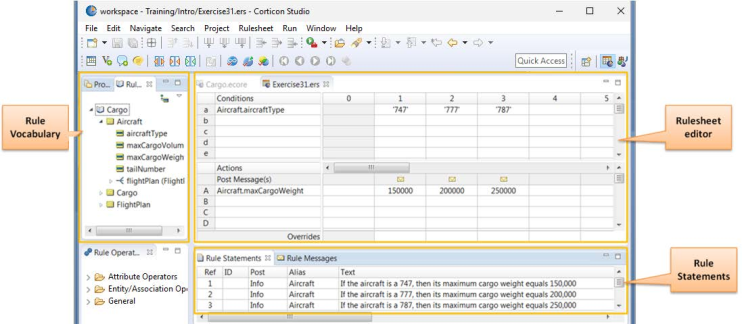 workspace - Training/Intro/Exercise31.ers - Corticon Studio
File Edit Navigate Search Project Rulesheet Run Window Help
Quick Access
Pro... Rul...
Cargo
Aircraft
aircraftType
maxCargoVolum
maxCargoWeigh
tailNumber
flightPlan (Flightl
Cargo
FlightPlan
Rule Vocabulary
Cargo.ecore Exercise31.ers
Conditions 0 1 2 3 4 5
a Aircraft.aircraftType '747' '777' '787'
b
c
d
e
Actions
Post Message(s)
A Aircraft.maxCargoWeight 150000 200000 250000
B
C
D
Overrides
Rulesheet editor
Rule Operat...
Attribute Operators
Entity/Association Op
General
Rule Statements Rule Messages
Ref ID Post Alias Text
1 Info Aircraft If the aircraft is a 747, then its maximum cargo weight equals 150,000
2 Info Aircraft If the aircraft is a 777, then its maximum cargo weight equals 200,000
3 Info Aircraft If the aircraft is a 787, then its maximum cargo weight equals 250,000
Rule Statements